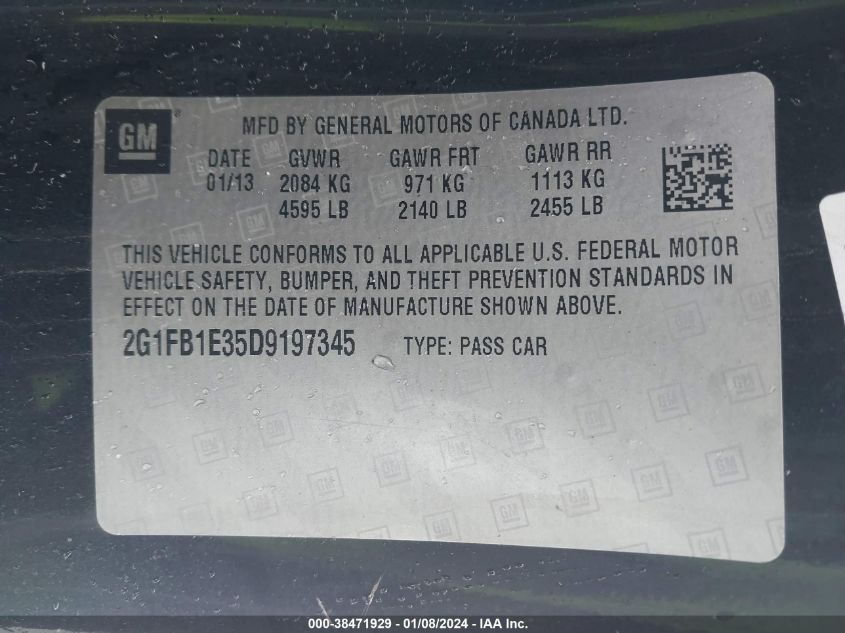 GM
MFD BY GENERAL MOTORS OF CANADA LTD.
DATE GVWR GAWR FRT GAWR RR
01/13 2084 KG 971 KG 1113 KG
4595 LB 2140 LB 2455 LB
THIS VEHICLE CONFORMS TO ALL APPLICABLE U.S. FEDERAL MOTOR
VEHICLE SAFETY, BUMPER, AND THEFT PREVENTION STANDARDS IN
EFFECT ON THE DATE OF MANUFACTURE SHOWN ABOVE.
2G1FB1E35D9197345 TYPE: PASS CAR
000-38471929 - 01/08/2024 - IAA Inc.